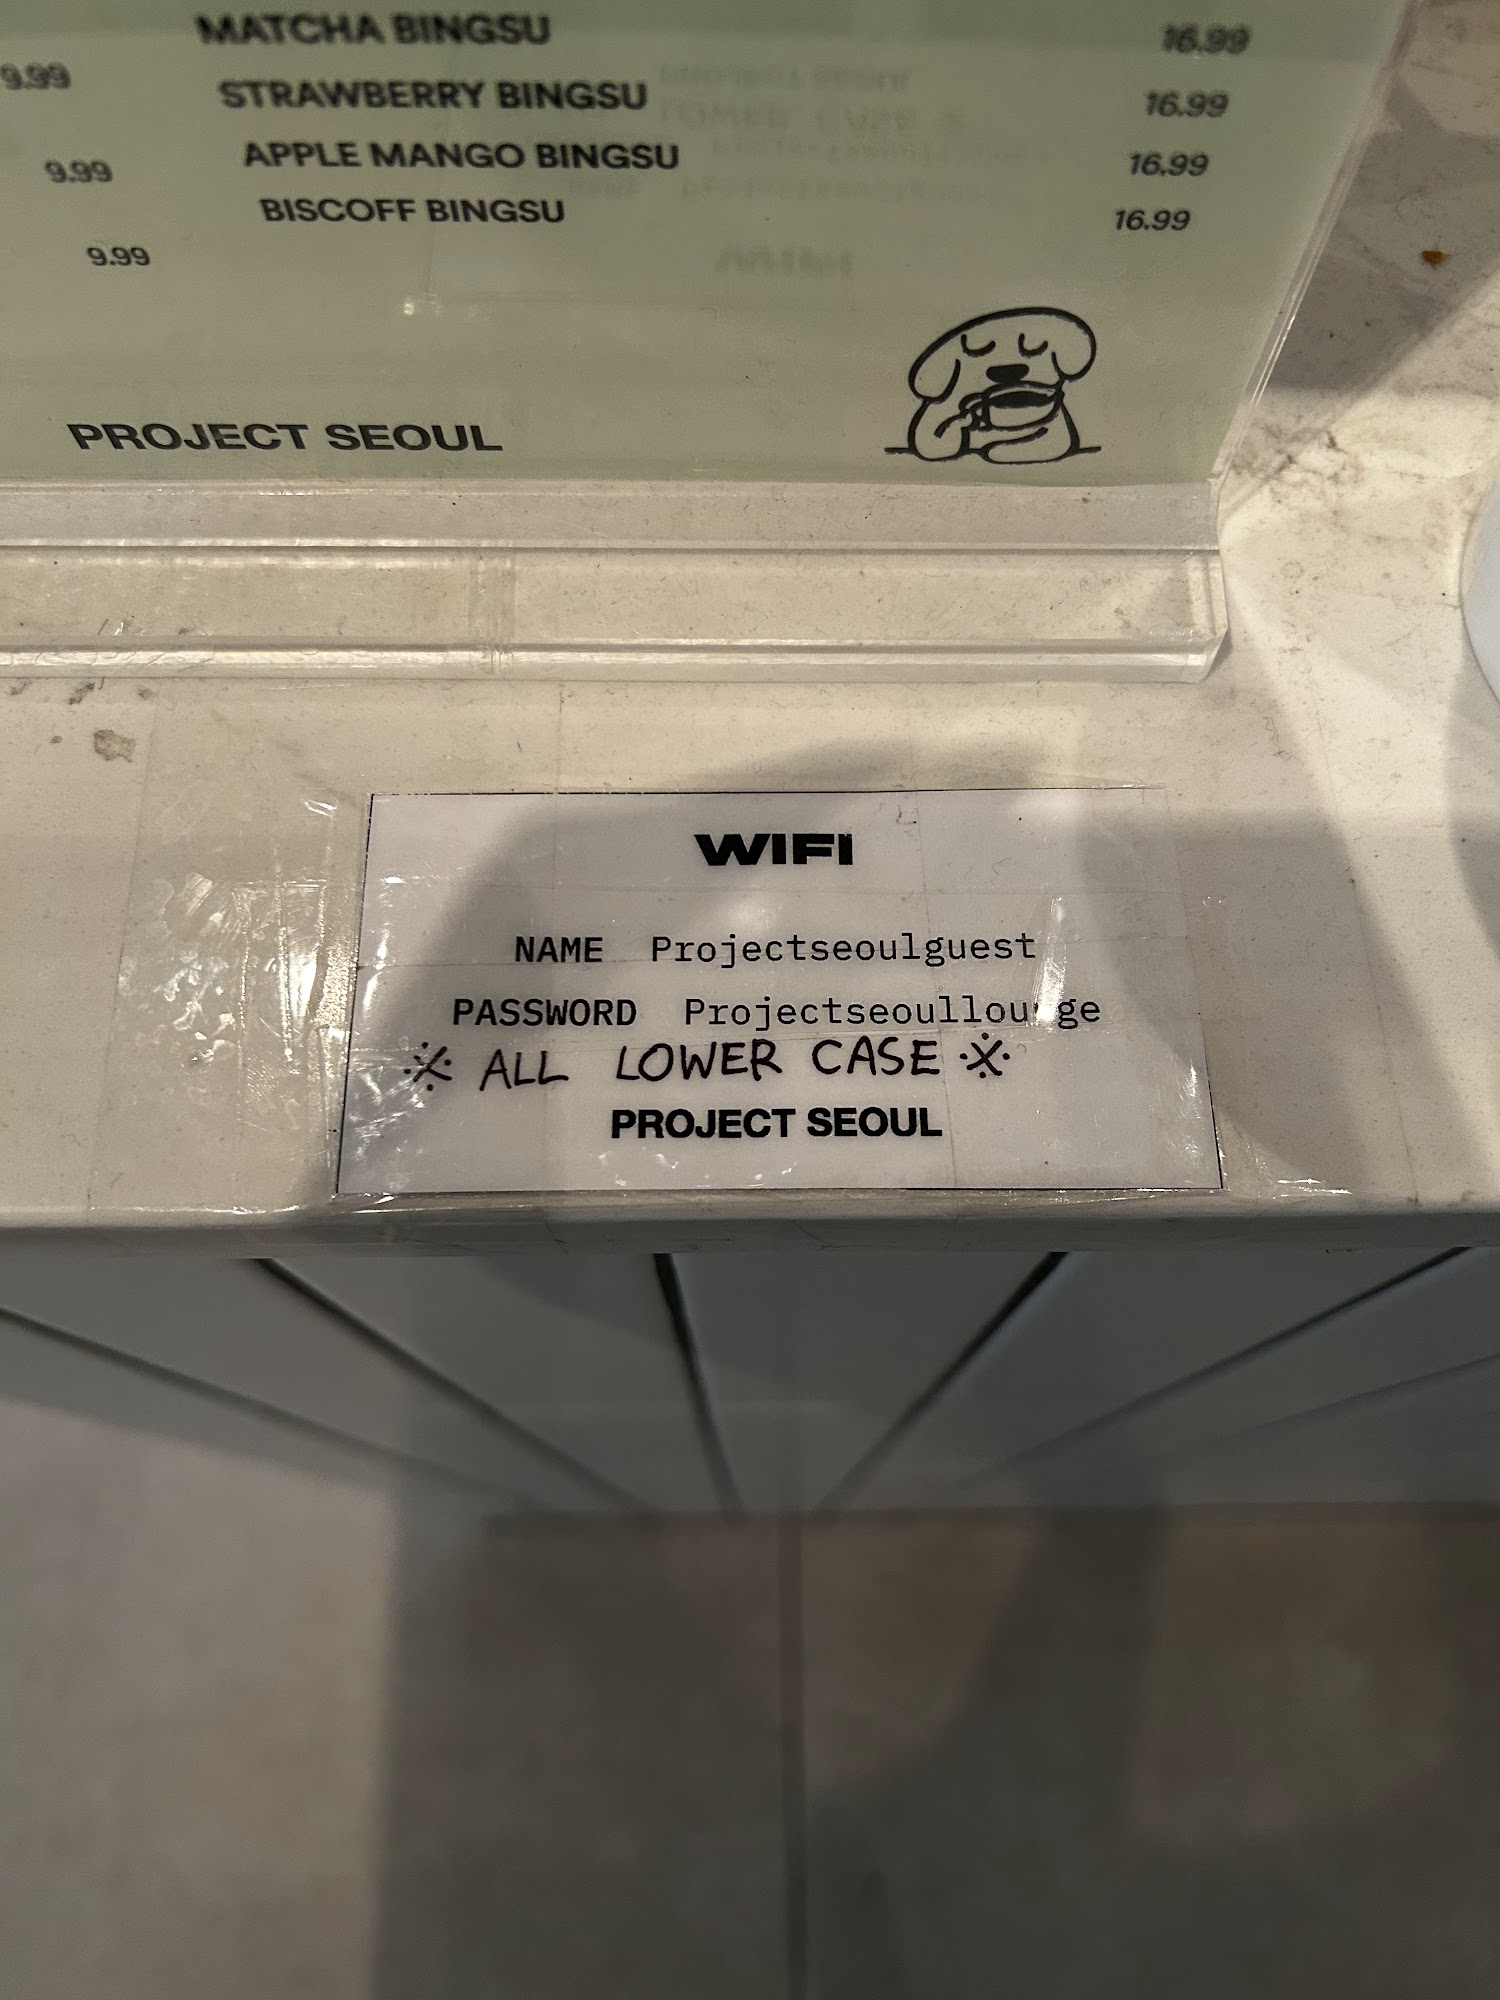 MATCHA BINGSU 16.99
9.99 STRAWBERRY BINGSU 16.99
APPLE MANGO BINGSU 16.99
9.99
BISCOFF BINGSU 16.99
9.99
PROJECT SEOUL
WIFI
NAME Projectseoulguest
PASSWORD Projectseoullounge
※ ALL LOWER CASE ※
PROJECT SEOUL